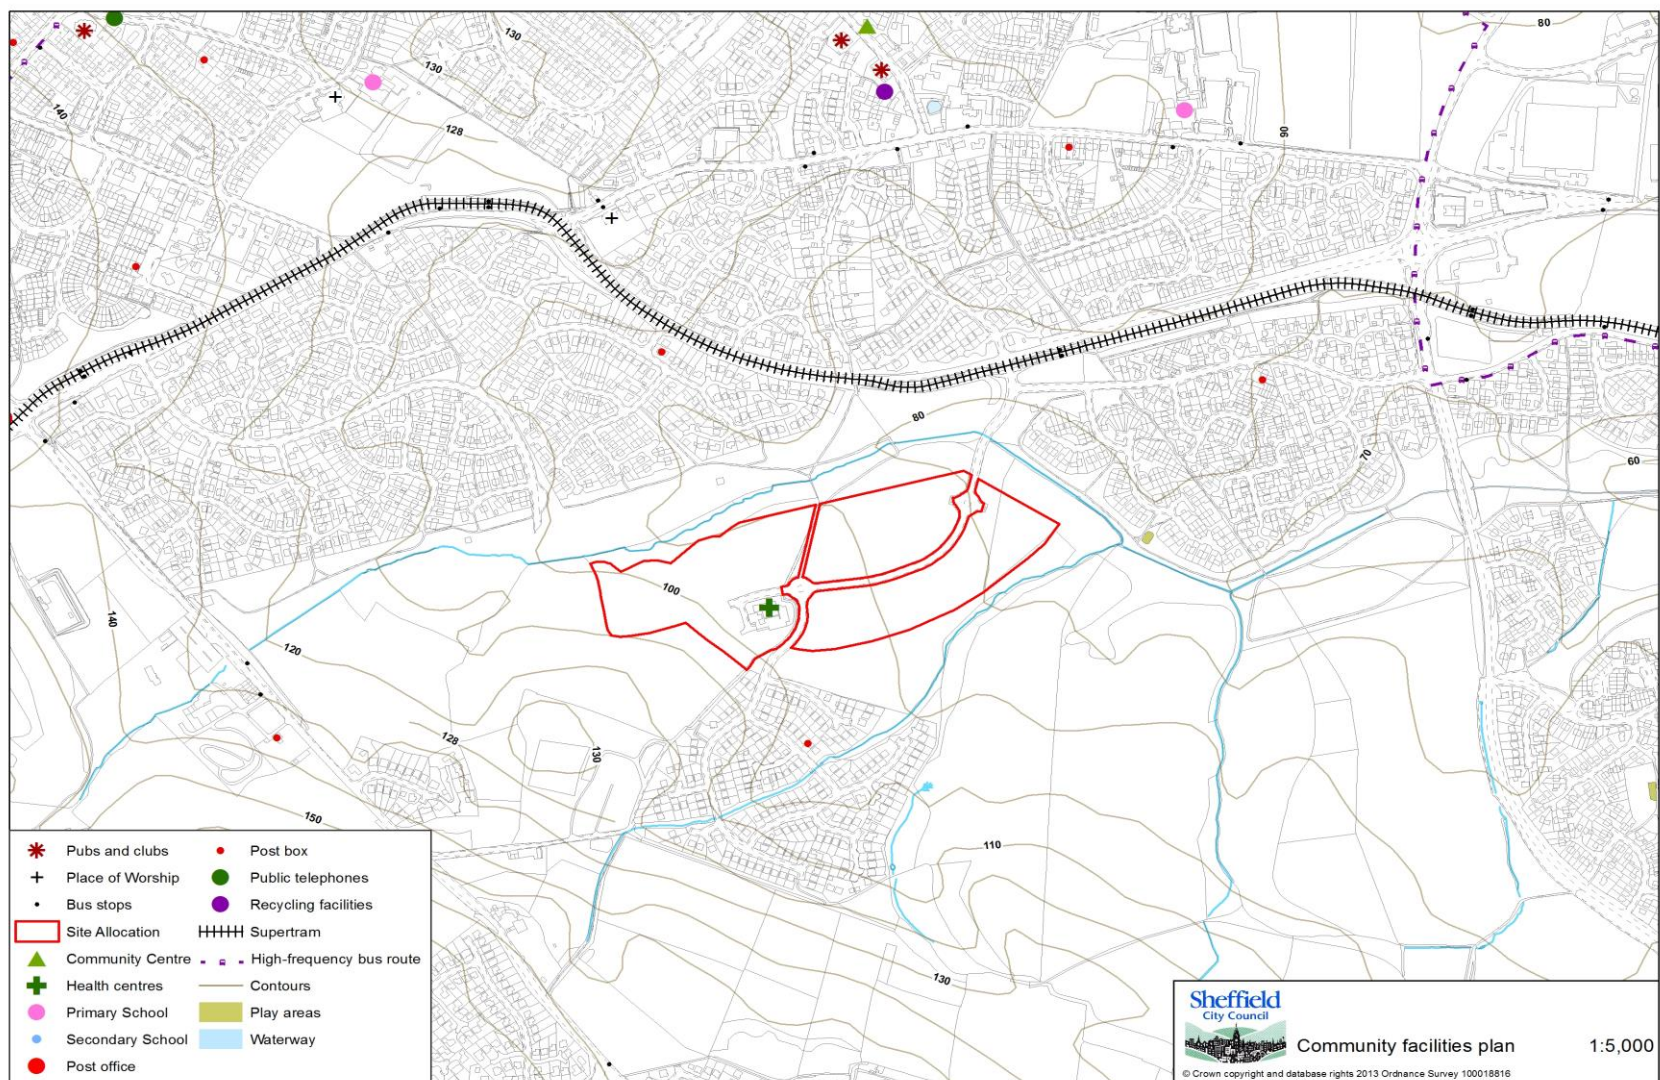 130
80
130
140
128
90
80
70
60
100
140
120
128
130
150
110
130
Pubs and clubs
Post box
Place of Worship
Public telephones
Bus stops
Recycling facilities
Site Allocation
Supertram
Community Centre
High-frequency bus route
Health centres
Contours
Primary School
Play areas
Secondary School
Waterway
Post office
Sheffield
City Council
Community facilities plan
1:5,000
© Crown copyright and database rights 2013 Ordnance Survey 100018816